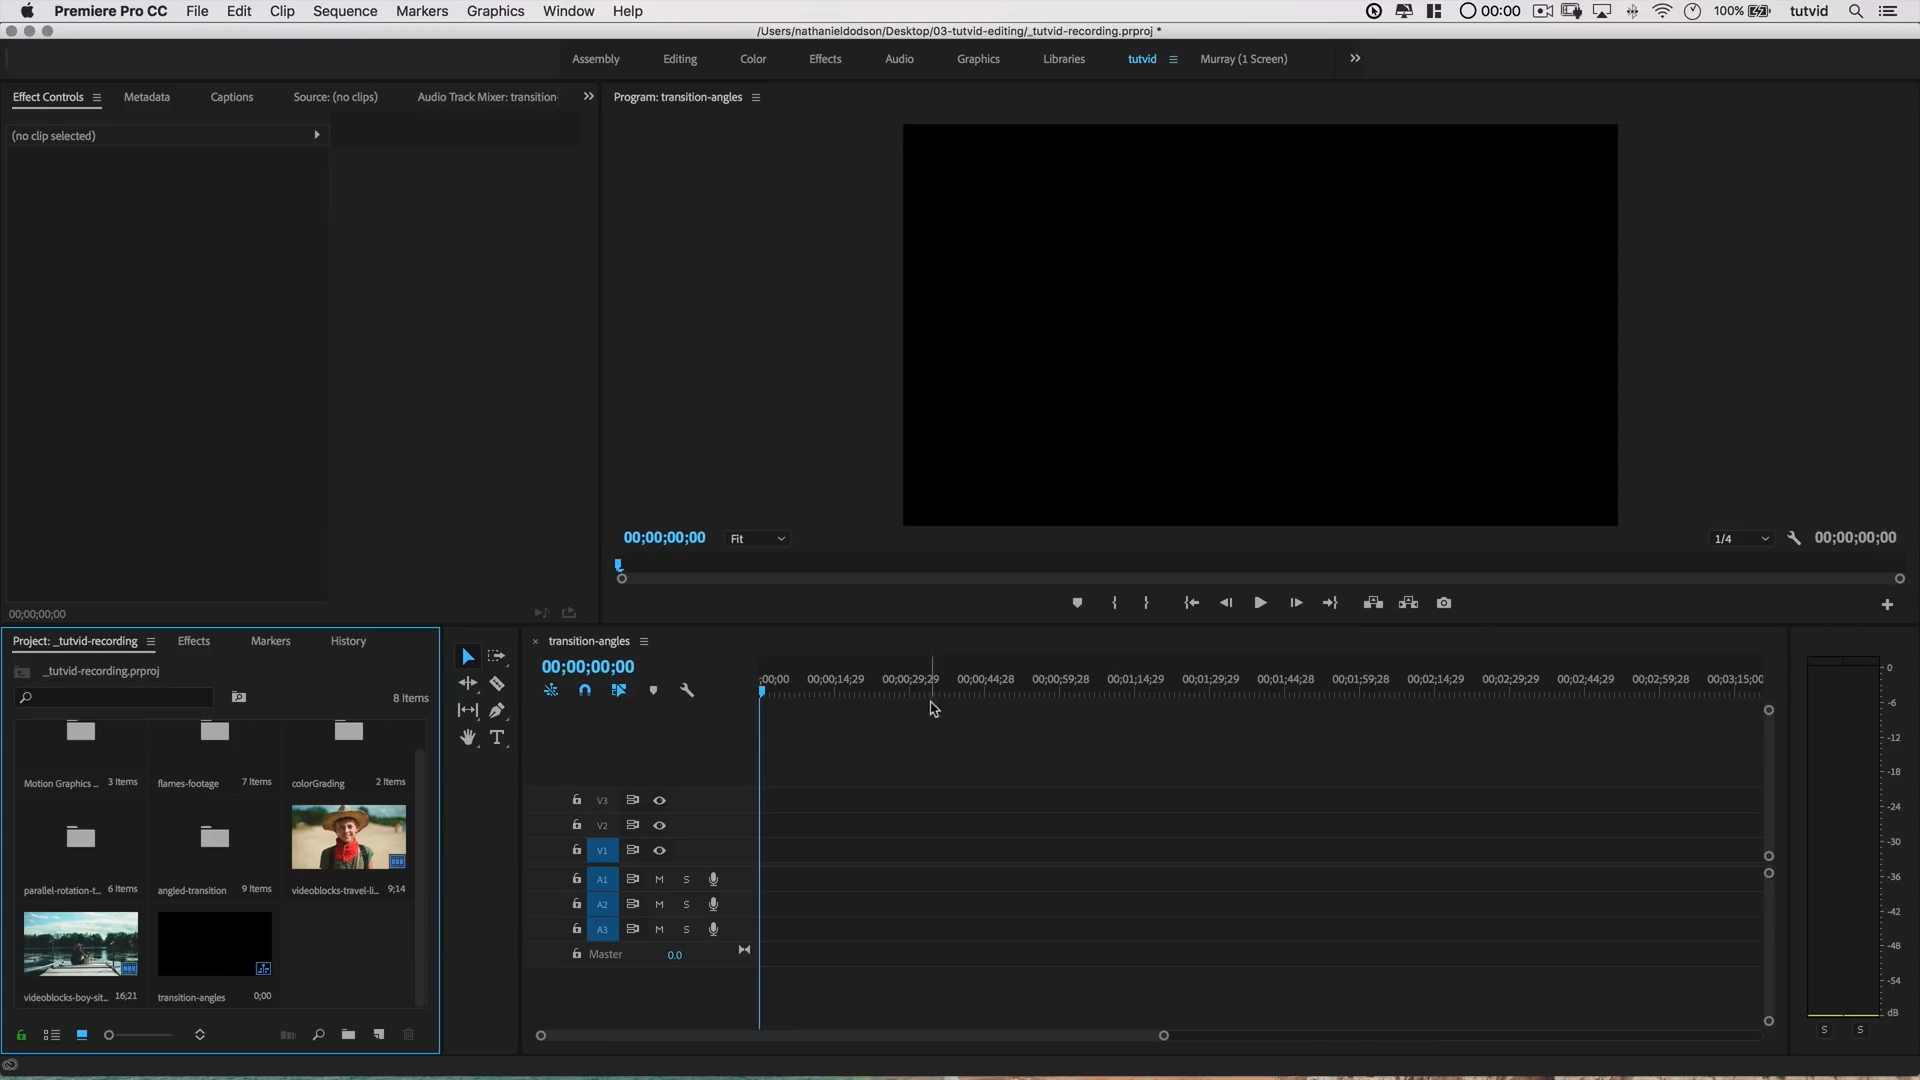 Premiere Pro CC File Edit Clip Sequence Markers Graphics Window Help 00:00 100% tutvid
/Users/nathanieldodson/Desktop/03-tutvid-editing/_tutvid-recording.prproj *
Assembly Editing Color Effects Audio Graphics Libraries tutvid Murray (1 Screen)
Effect Controls Metadata Captions Source: (no clips) Audio Track Mixer: transition-
Program: transition-angles
(no clip selected)
00;00;00;00 Fit 1/4 00;00;00;00
00;00;00;00
Project: _tutvid-recording Effects Markers History
_tutvid-recording.prproj
8 Items
Motion Graphics ... 3 Items flames-footage 7 Items colorGrading 2 Items
parallel-rotation-t... 6 Items angled-transition 9 Items videoblocks-travel-li... 9;14
videoblocks-boy-sit... 16;21 transition-angles 0;00
T
transition-angles
00;00;00;00
;00;00 00;00;14;29 00;00;29;29 00;00;44;28 00;00;59;28 00;01;14;29 00;01;29;29 00;01;44;28 00;01;59;28 00;02;14;29 00;02;29;29 00;02;44;29 00;02;59;28 00;03;15;00
V3
V2
V1
A1 M S
A2 M S
A3 M S
Master 0.0
0
-6
-12
-18
-24
-30
-36
-42
-48
-54
dB
S S